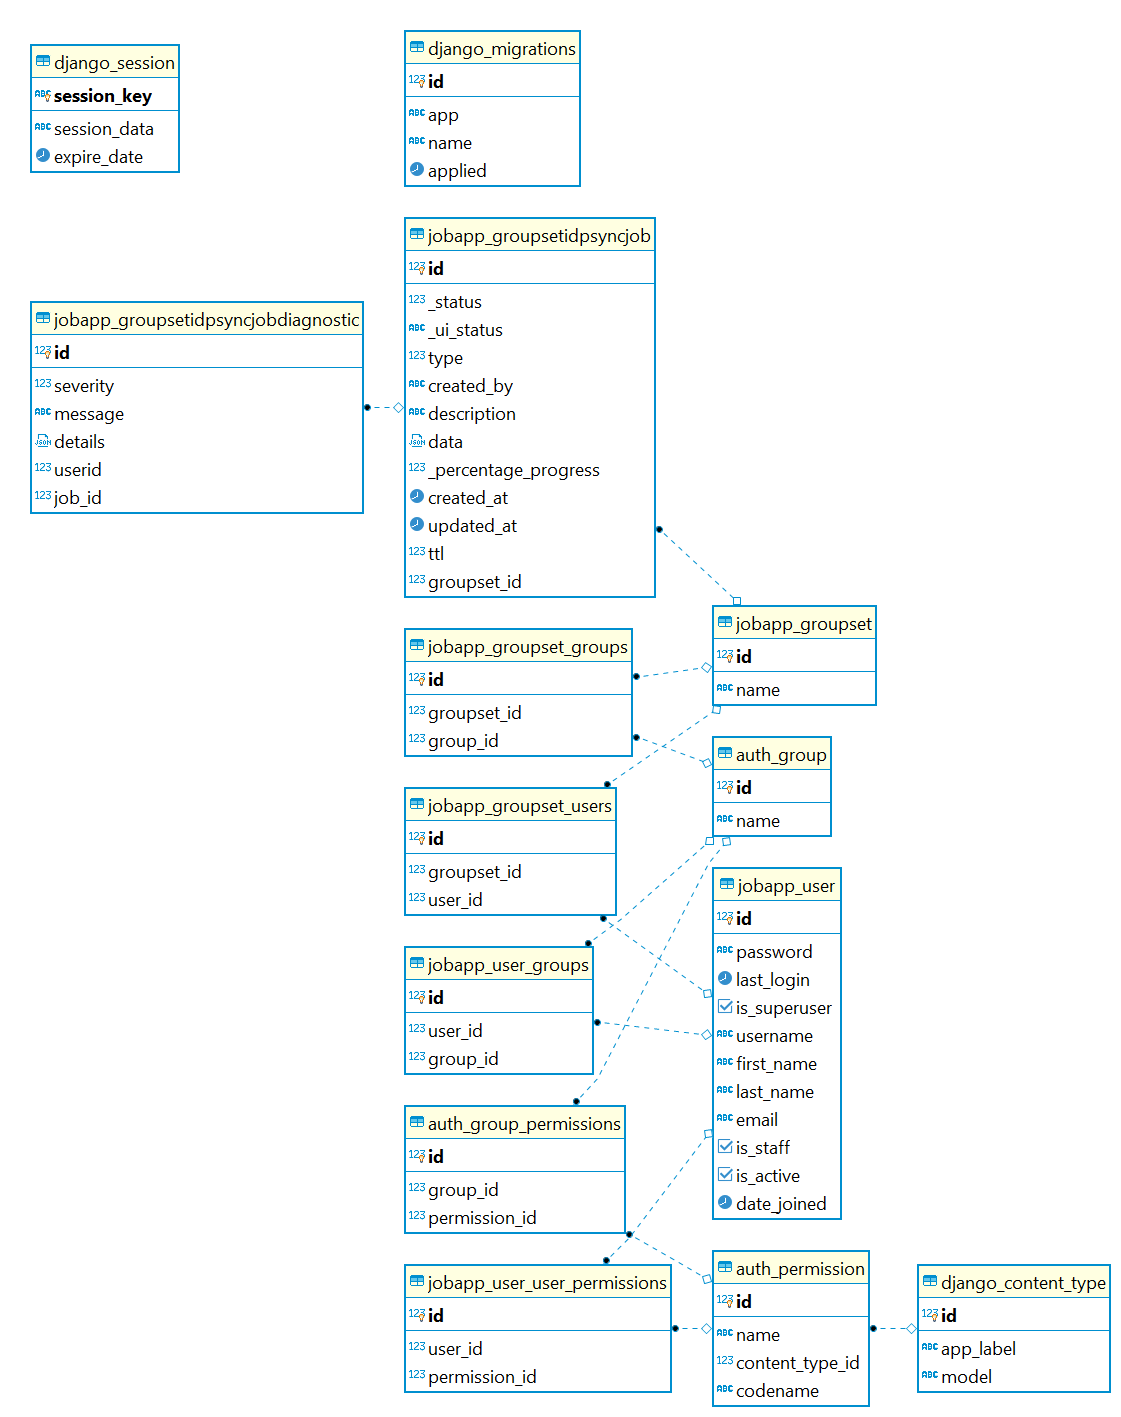 django_session
session_key
session_data
expire_date
django_migrations
id
app
name
applied
jobapp_groupsetidpsyncjob
id
_status
_ui_status
type
created_by
description
data
_percentage_progress
created_at
updated_at
ttl
groupset_id
jobapp_groupsetidpsyncjobdiagnostic
id
severity
message
details
userid
job_id
jobapp_groupset
id
name
jobapp_groupset_groups
id
groupset_id
group_id
auth_group
id
name
jobapp_groupset_users
id
groupset_id
user_id
jobapp_user
id
password
last_login
is_superuser
username
first_name
last_name
email
is_staff
is_active
date_joined
jobapp_user_groups
id
user_id
group_id
auth_group_permissions
id
group_id
permission_id
jobapp_user_user_permissions
id
user_id
permission_id
auth_permission
id
name
content_type_id
codename
django_content_type
id
app_label
model